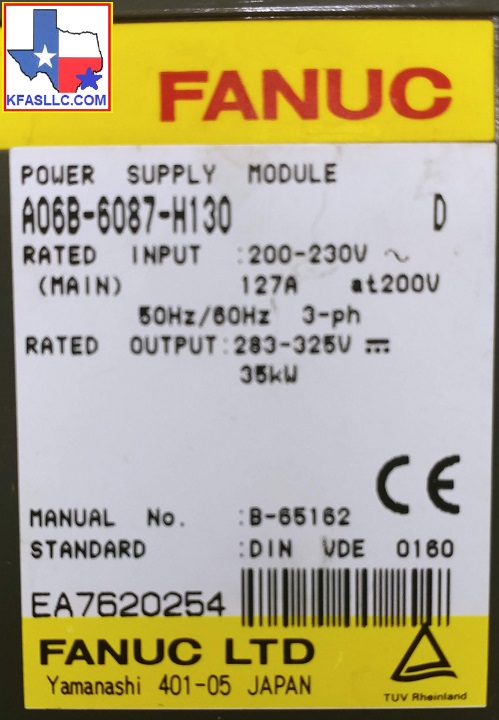 KFASLLC.COM
FANUC
POWER SUPPLY MODULE
A06B-6087-H130 D
RATED INPUT :200-230V ~
(MAIN) 127A at200V
50Hz/60Hz 3-ph
RATED OUTPUT:283-325V ⎓
35kW
CE
MANUAL No. :B-65162
STANDARD :DIN VDE 0160
EA7620254
FANUC LTD
Yamanashi 401-05 JAPAN
TUV Rheinland